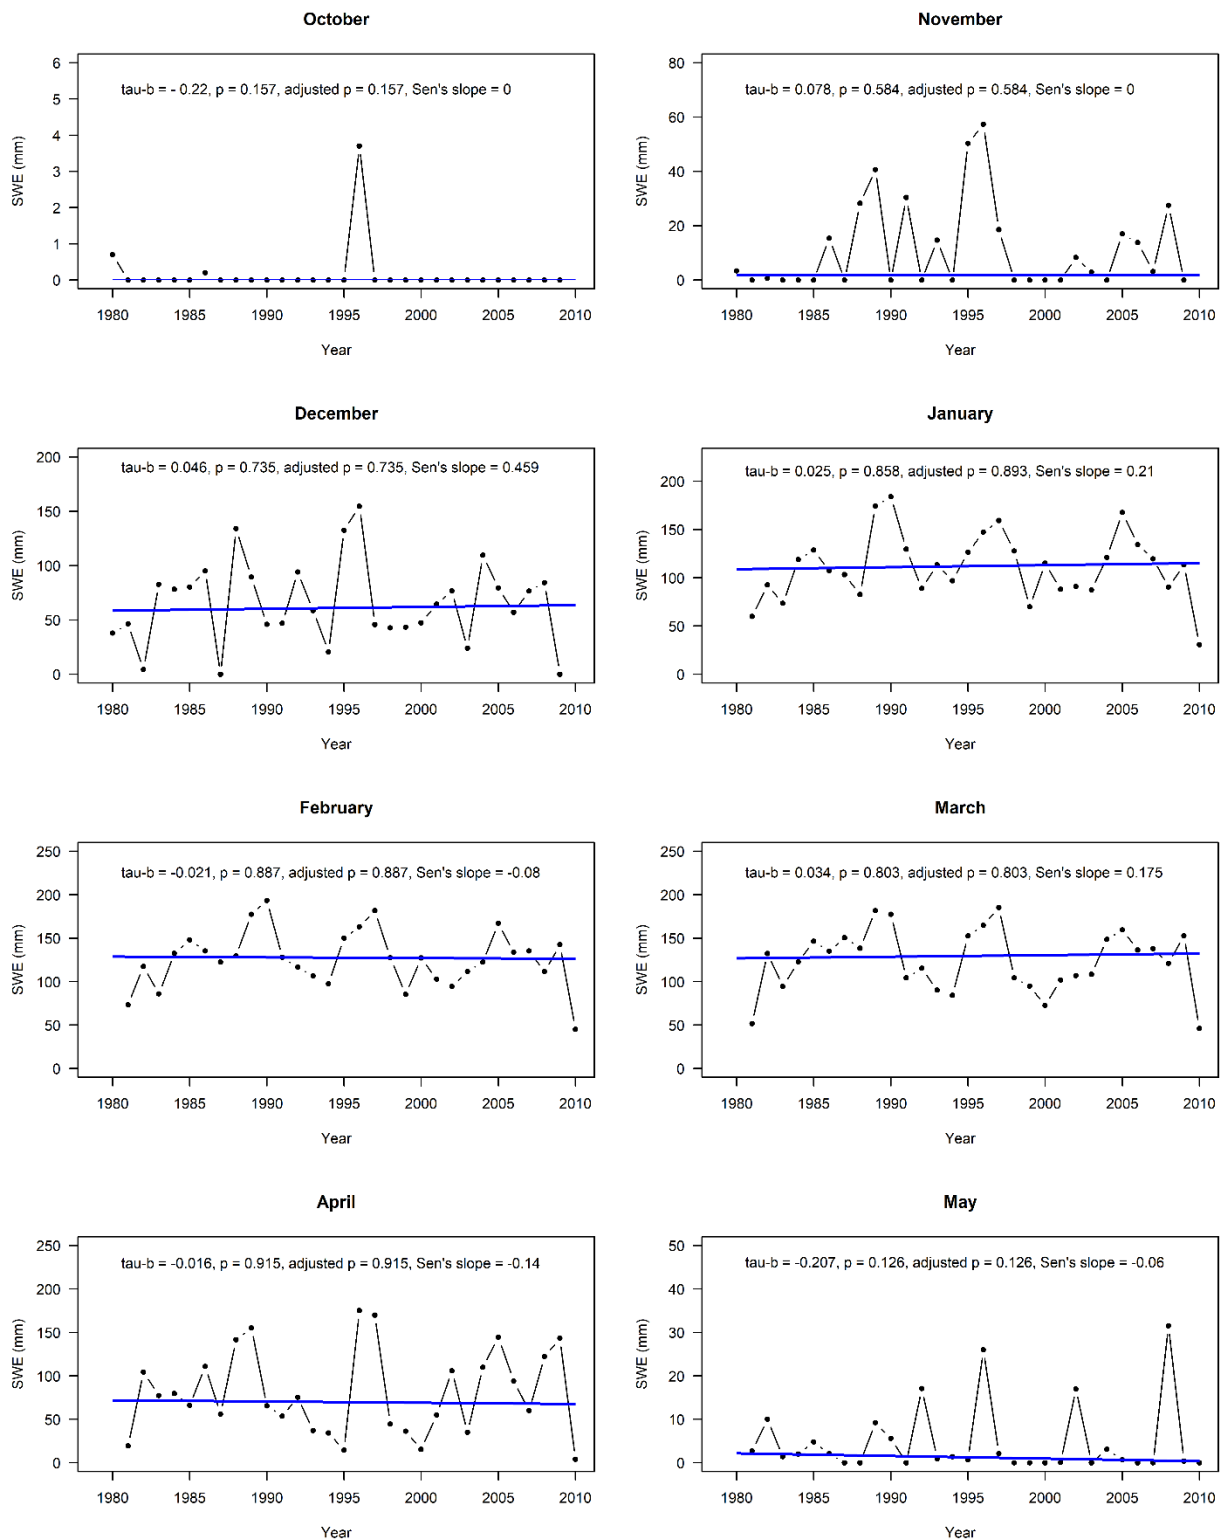 October
tau-b = - 0.22, p = 0.157, adjusted p = 0.157, Sen's slope = 0
SWE (mm)
6
5
4
3
2
1
0
1980 1985 1990 1995 2000 2005 2010
Year
November
tau-b = 0.078, p = 0.584, adjusted p = 0.584, Sen's slope = 0
SWE (mm)
80
60
40
20
0
1980 1985 1990 1995 2000 2005 2010
Year
December
tau-b = 0.046, p = 0.735, adjusted p = 0.735, Sen's slope = 0.459
SWE (mm)
200
150
100
50
0
1980 1985 1990 1995 2000 2005 2010
Year
January
tau-b = 0.025, p = 0.858, adjusted p = 0.893, Sen's slope = 0.21
SWE (mm)
200
150
100
50
0
1980 1985 1990 1995 2000 2005 2010
Year
February
tau-b = -0.021, p = 0.887, adjusted p = 0.887, Sen's slope = -0.08
SWE (mm)
250
200
150
100
50
0
1980 1985 1990 1995 2000 2005 2010
Year
March
tau-b = 0.034, p = 0.803, adjusted p = 0.803, Sen's slope = 0.175
SWE (mm)
250
200
150
100
50
0
1980 1985 1990 1995 2000 2005 2010
Year
April
tau-b = -0.016, p = 0.915, adjusted p = 0.915, Sen's slope = -0.14
SWE (mm)
250
200
150
100
50
0
1980 1985 1990 1995 2000 2005 2010
Year
May
tau-b = -0.207, p = 0.126, adjusted p = 0.126, Sen's slope = -0.06
SWE (mm)
50
40
30
20
10
0
1980 1985 1990 1995 2000 2005 2010
Year